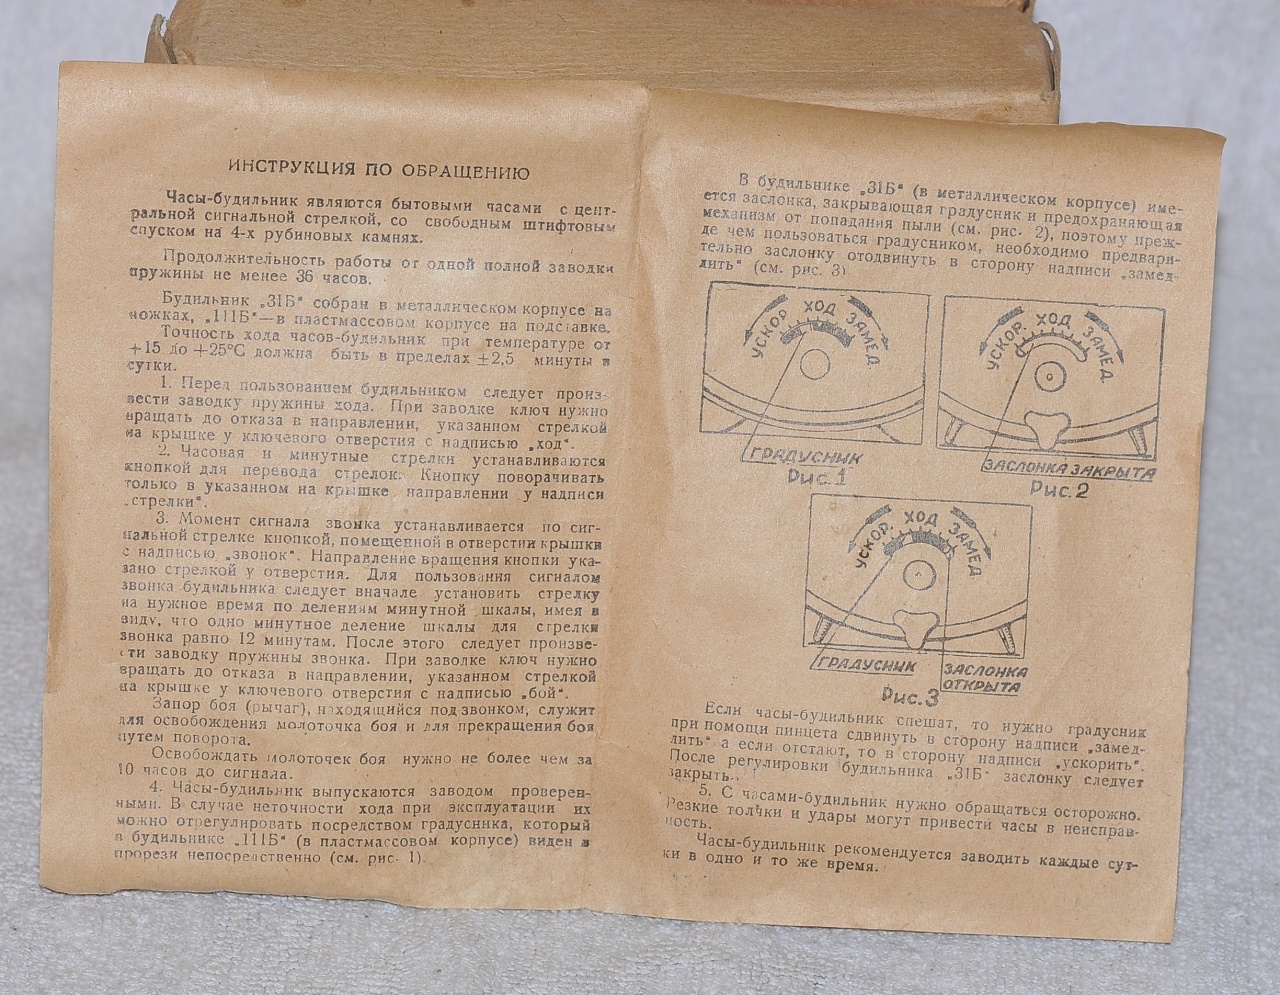 ИНСТРУКЦИЯ ПО ОБРАЩЕНИЮ
Часы-будильник являются бытовыми часами с цент-
ральной сигнальной стрелкой, со свободным штифтовым
спуском на 4-х рубиновых камнях.
Продолжительность работы от одной полной заводки
пружины не менее 36 часов.
Будильник „31Б“ собран в металлическом корпусе на
ножках, „111Б“—в пластмассовом корпусе на подставке.
Точность хода часов-будильник при температуре от
+15 до +25°С должна быть в пределах ±2,5 минуты в
сутки.
1. Перед пользованием будильником следует произ-
вести заводку пружины хода. При заводке ключ нужно
вращать до отказа в направлении, указанном стрелкой
на крышке у ключевого отверстия с надписью „ход“.
2. Часовая и минутные стрелки устанавливаются
кнопкой для перевода стрелок. Кнопку поворачивать
только в указанном на крышке направлении у надписи
„стрелки“.
3. Момент сигнала звонка устанавливается по сиг-
нальной стрелке кнопкой, помещенной в отверстии крышки
с надписью „звонок“. Направление вращения кнопки ука-
зано стрелкой у отверстия. Для пользования сигналом
звонка будильника следует вначале установить стрелку
на нужное время по делениям минутной шкалы, имея в
виду, что одно минутное деление шкалы для стрелки
звонка равно 12 минутам. После этого следует произве-
сти заводку пружины звонка. При заводке ключ нужно
вращать до отказа в направлении, указанном стрелкой
на крышке у ключевого отверстия с надписью „бой“.
Запор боя (рычаг), находящийся под звонком, служит
для освобождения молоточка боя и для прекращения боя
путем поворота.
Освобождать молоточек боя нужно не более чем за
10 часов до сигнала.
4. Часы-будильник выпускаются заводом проверен-
ными. В случае неточности хода при эксплуатации их
можно отрегулировать посредством градусника, который
в будильнике „111Б“ (в пластмассовом корпусе) виден в
прорези непосредственно (см. рис. 1).
В будильнике „31Б“ (в металлическом корпусе) име-
ется заслонка, закрывающая градусник и предохраняющая
механизм от попадания пыли (см. рис. 2), поэтому преж-
де чем пользоваться градусником, необходимо предвари-
тельно заслонку отодвинуть в сторону надписи „замед-
лить“ (см. рис. 3)
УСКОР. ХОД ЗАМЕД
ГРАДУСНИК
Рис.1
УСКОР. ХОД ЗАМЕД.
ЗАСЛОНКА ЗАКРЫТА
Рис.2
УСКОР. ХОД ЗАМЕД
ГРАДУСНИК
ЗАСЛОНКА
ОТКРЫТА
Рис.3
Если часы-будильник спешат, то нужно градусник
при помощи пинцета сдвинуть в сторону надписи „замед-
лить“ а если отстают, то в сторону надписи „ускорить“.
После регулировки будильника „31Б“ заслонку следует
закрыть.
5. С часами-будильник нужно обращаться осторожно.
Резкие толчки и удары могут привести часы в неисправ-
ность.
Часы-будильник рекомендуется заводить каждые сут-
ки в одно и то же время.